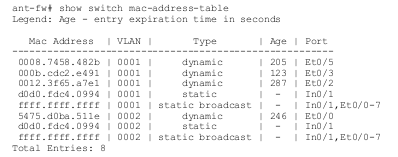 ant-fw# show switch mac-address-table
Legend: Age - entry expiration time in seconds
Mac Address | VLAN | Type | Age | Port
-------------------------------------------------------
0008.7458.482b | 0001 | dynamic | 205 | Et0/5
000b.cdc2.e491 | 0001 | dynamic | 123 | Et0/3
0012.3f65.a7e1 | 0001 | dynamic | 287 | Et0/2
d0d0.fdc4.0994 | 0001 | static | - | In0/1
ffff.ffff.ffff | 0001 | static broadcast | - | In0/1,Et0/0-7
5475.d0ba.511e | 0002 | dynamic | 246 | Et0/0
d0d0.fdc4.0994 | 0002 | static | - | In0/1
ffff.ffff.ffff | 0002 | static broadcast | - | In0/1,Et0/0-7
Total Entries: 8